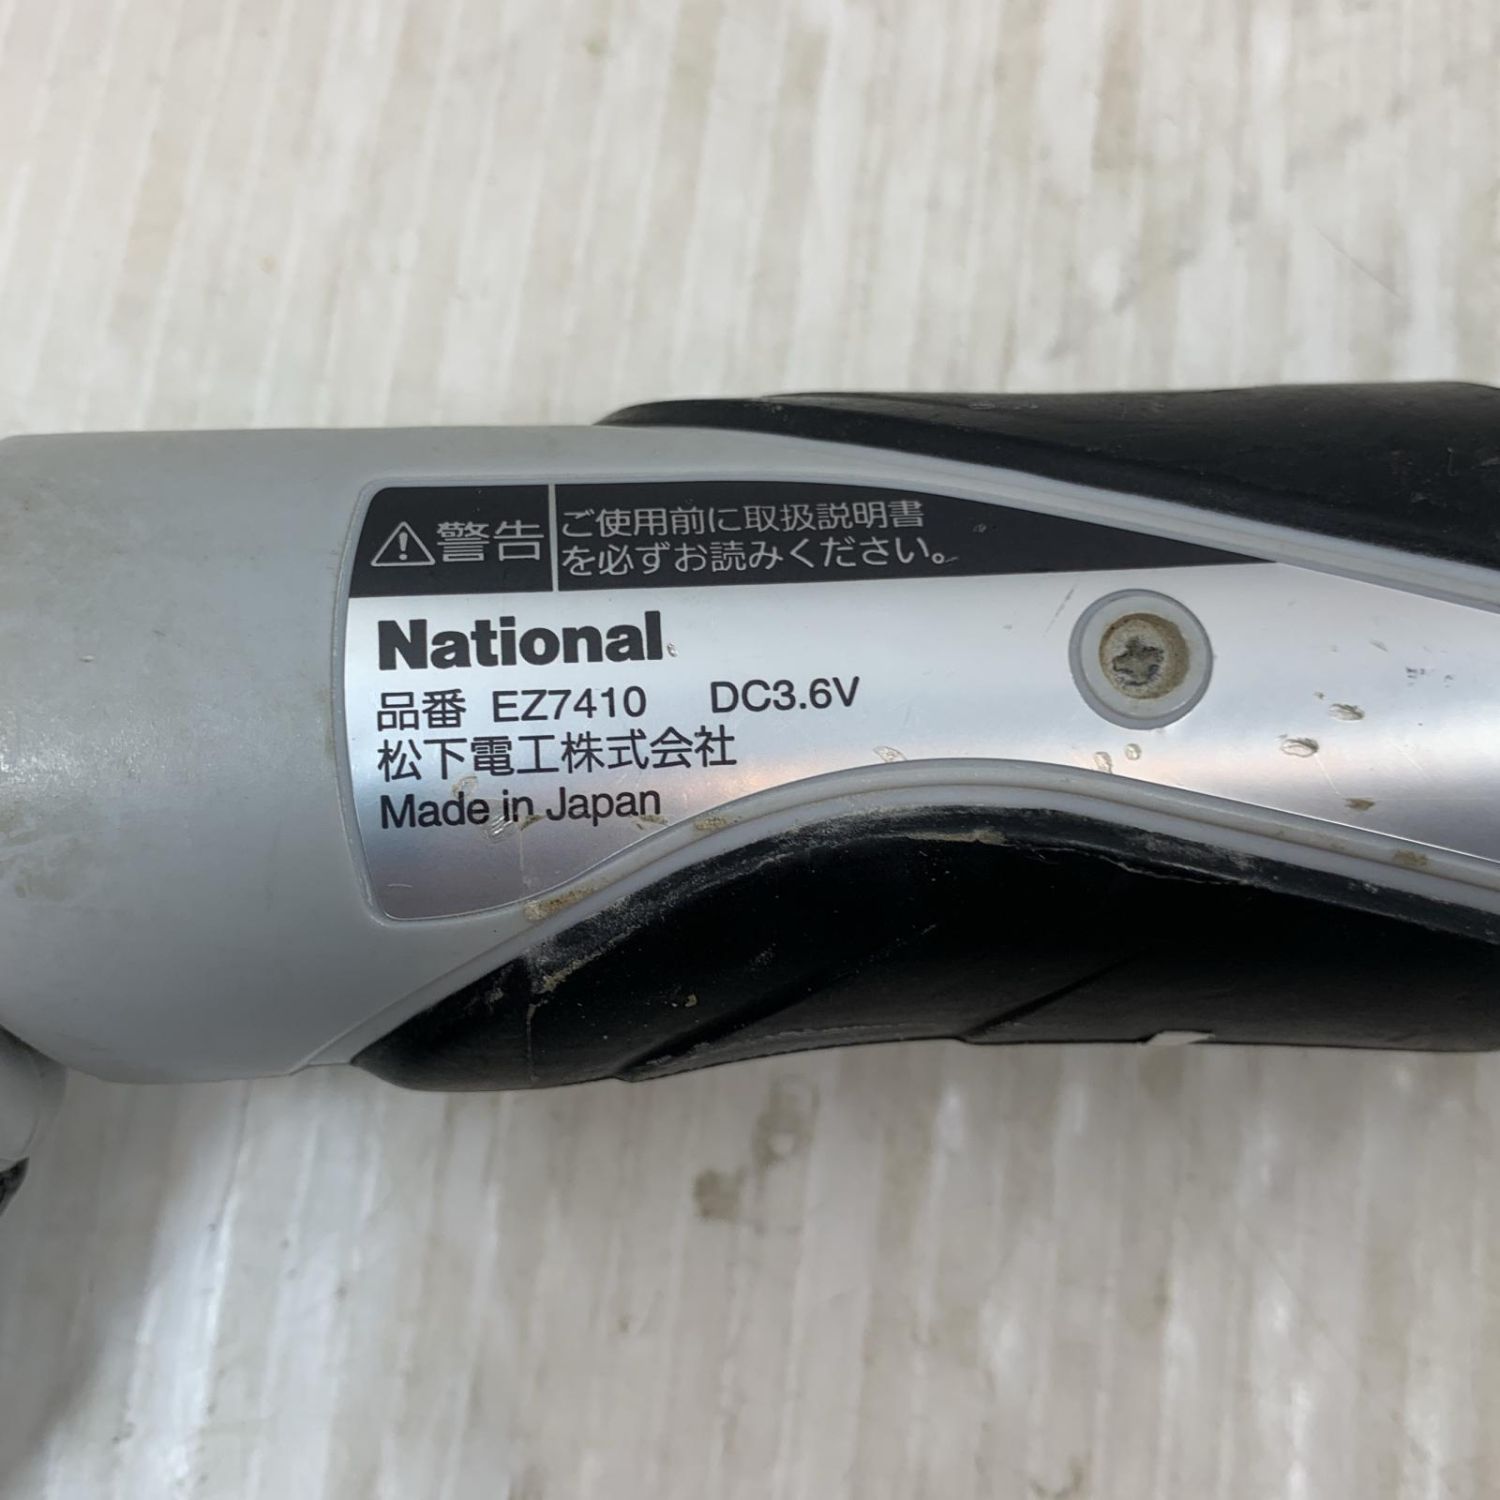 警告
ご使用前に取扱説明書
を必ずお読みください。
National
品番 EZ7410 DC3.6V
松下電工株式会社
Made in Japan